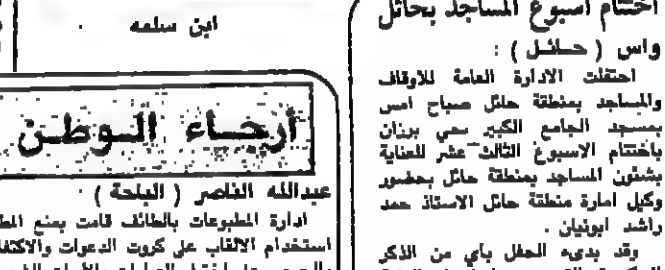 اختتام أسبوع المساجد بحائل
واس ( حائل ) :
احتفلت الادارة العامة للاوقاف
والمساجد بمنطقة حائل صباح امس
بمسجد الجامع الكبير بحي برزان
باختتام الاسبوع الثالث عشر للعناية
بشئون المساجد بمنطقة حائل بحضور
وكيل امارة منطقة حائل الاستاذ حمد
راشد ابونيان .
وقد بدىء الحفل بآي من الذكر
ابن سلمه
أرجاء الوطن
عبدالله الناصر ( الباحة )
ادارة المطبوعات بالطائف قامت بمنع
استخدام الالقاب على كروت الدعوات